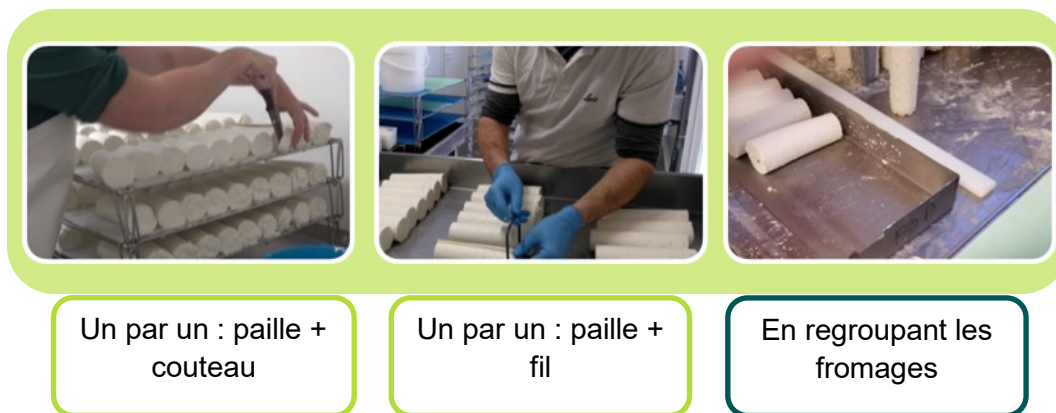 Un par un : paille +
couteau
Un par un : paille +
fil
En regroupant les
fromages